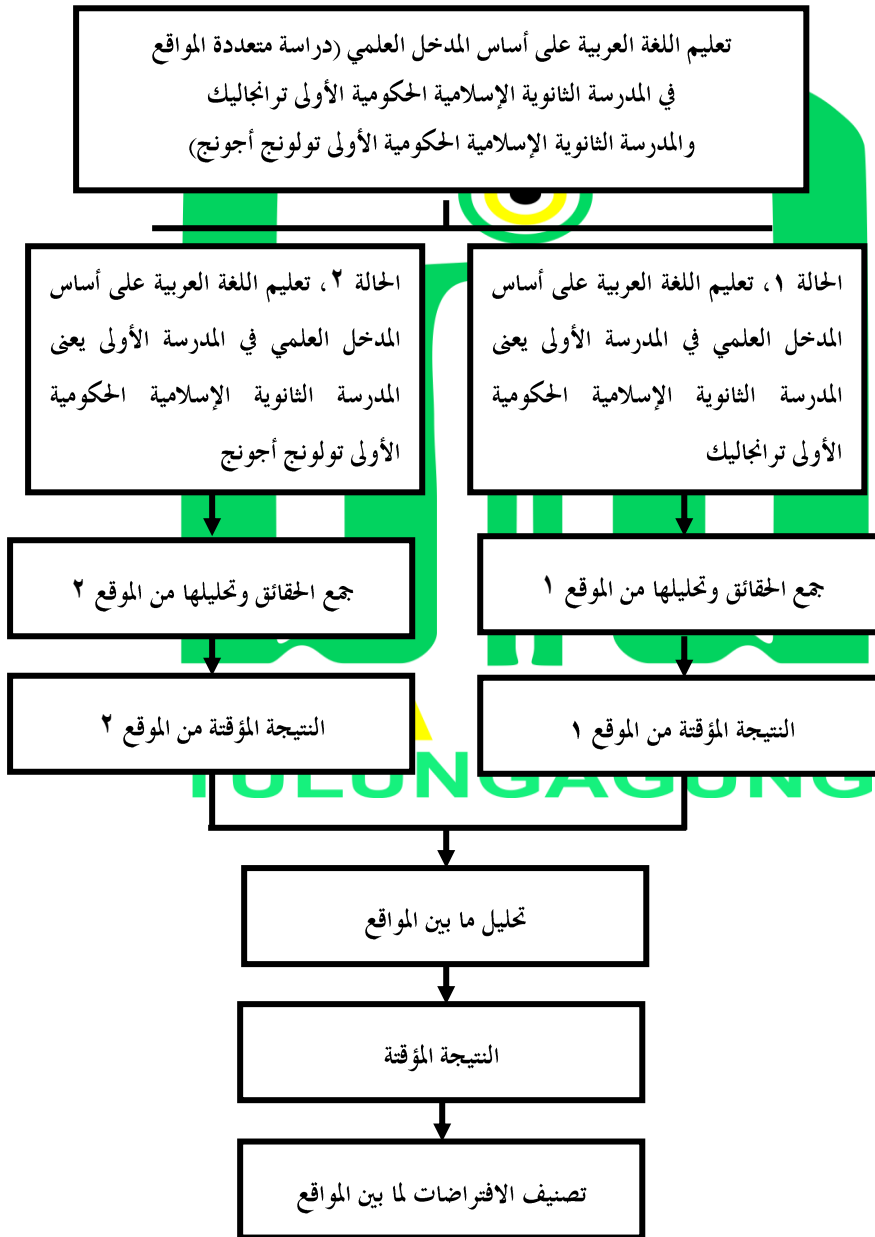 تعليم اللغة العربية على أساس المدخل العلمي (دراسة متعددة المواقع
في المدرسة الثانوية الإسلامية الحكومية الأولى ترانجاليك
والمدرسة الثانوية الإسلامية الحكومية الأولى تولونج أجونج)
الحالة ١، تعليم اللغة العربية على أساس
المدخل العلمي في المدرسة الأولى يعنى
المدرسة الثانوية الإسلامية الحكومية
الأولى ترانجاليك
الحالة ٢، تعليم اللغة العربية على أساس
المدخل العلمي في المدرسة الأولى يعنى
المدرسة الثانوية الإسلامية الحكومية
الأولى تولونج أجونج
جمع الحقائق وتحليلها من الموقع ١
جمع الحقائق وتحليلها من الموقع ٢
النتيجة المؤقتة من الموقع ١
النتيجة المؤقتة من الموقع ٢
TULUNGAGUNG
تحليل ما بين المواقع
النتيجة المؤقتة
تصنيف الافتراضات لما بين المواقع